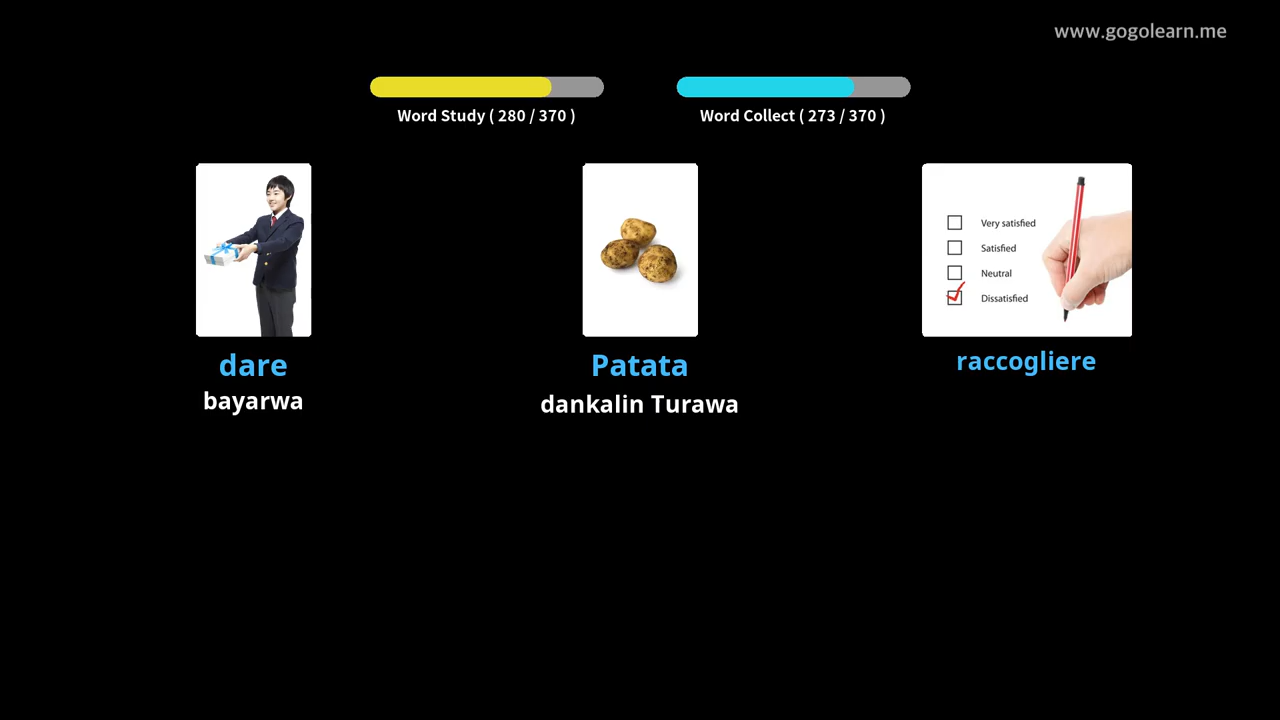 www.gogolearn.me
Word Study ( 280 / 370 )
Word Collect ( 273 / 370 )
Very satisfied
Satisfied
Neutral
Dissatisfied
dare
Patata
raccogliere
bayarwa
dankalin Turawa